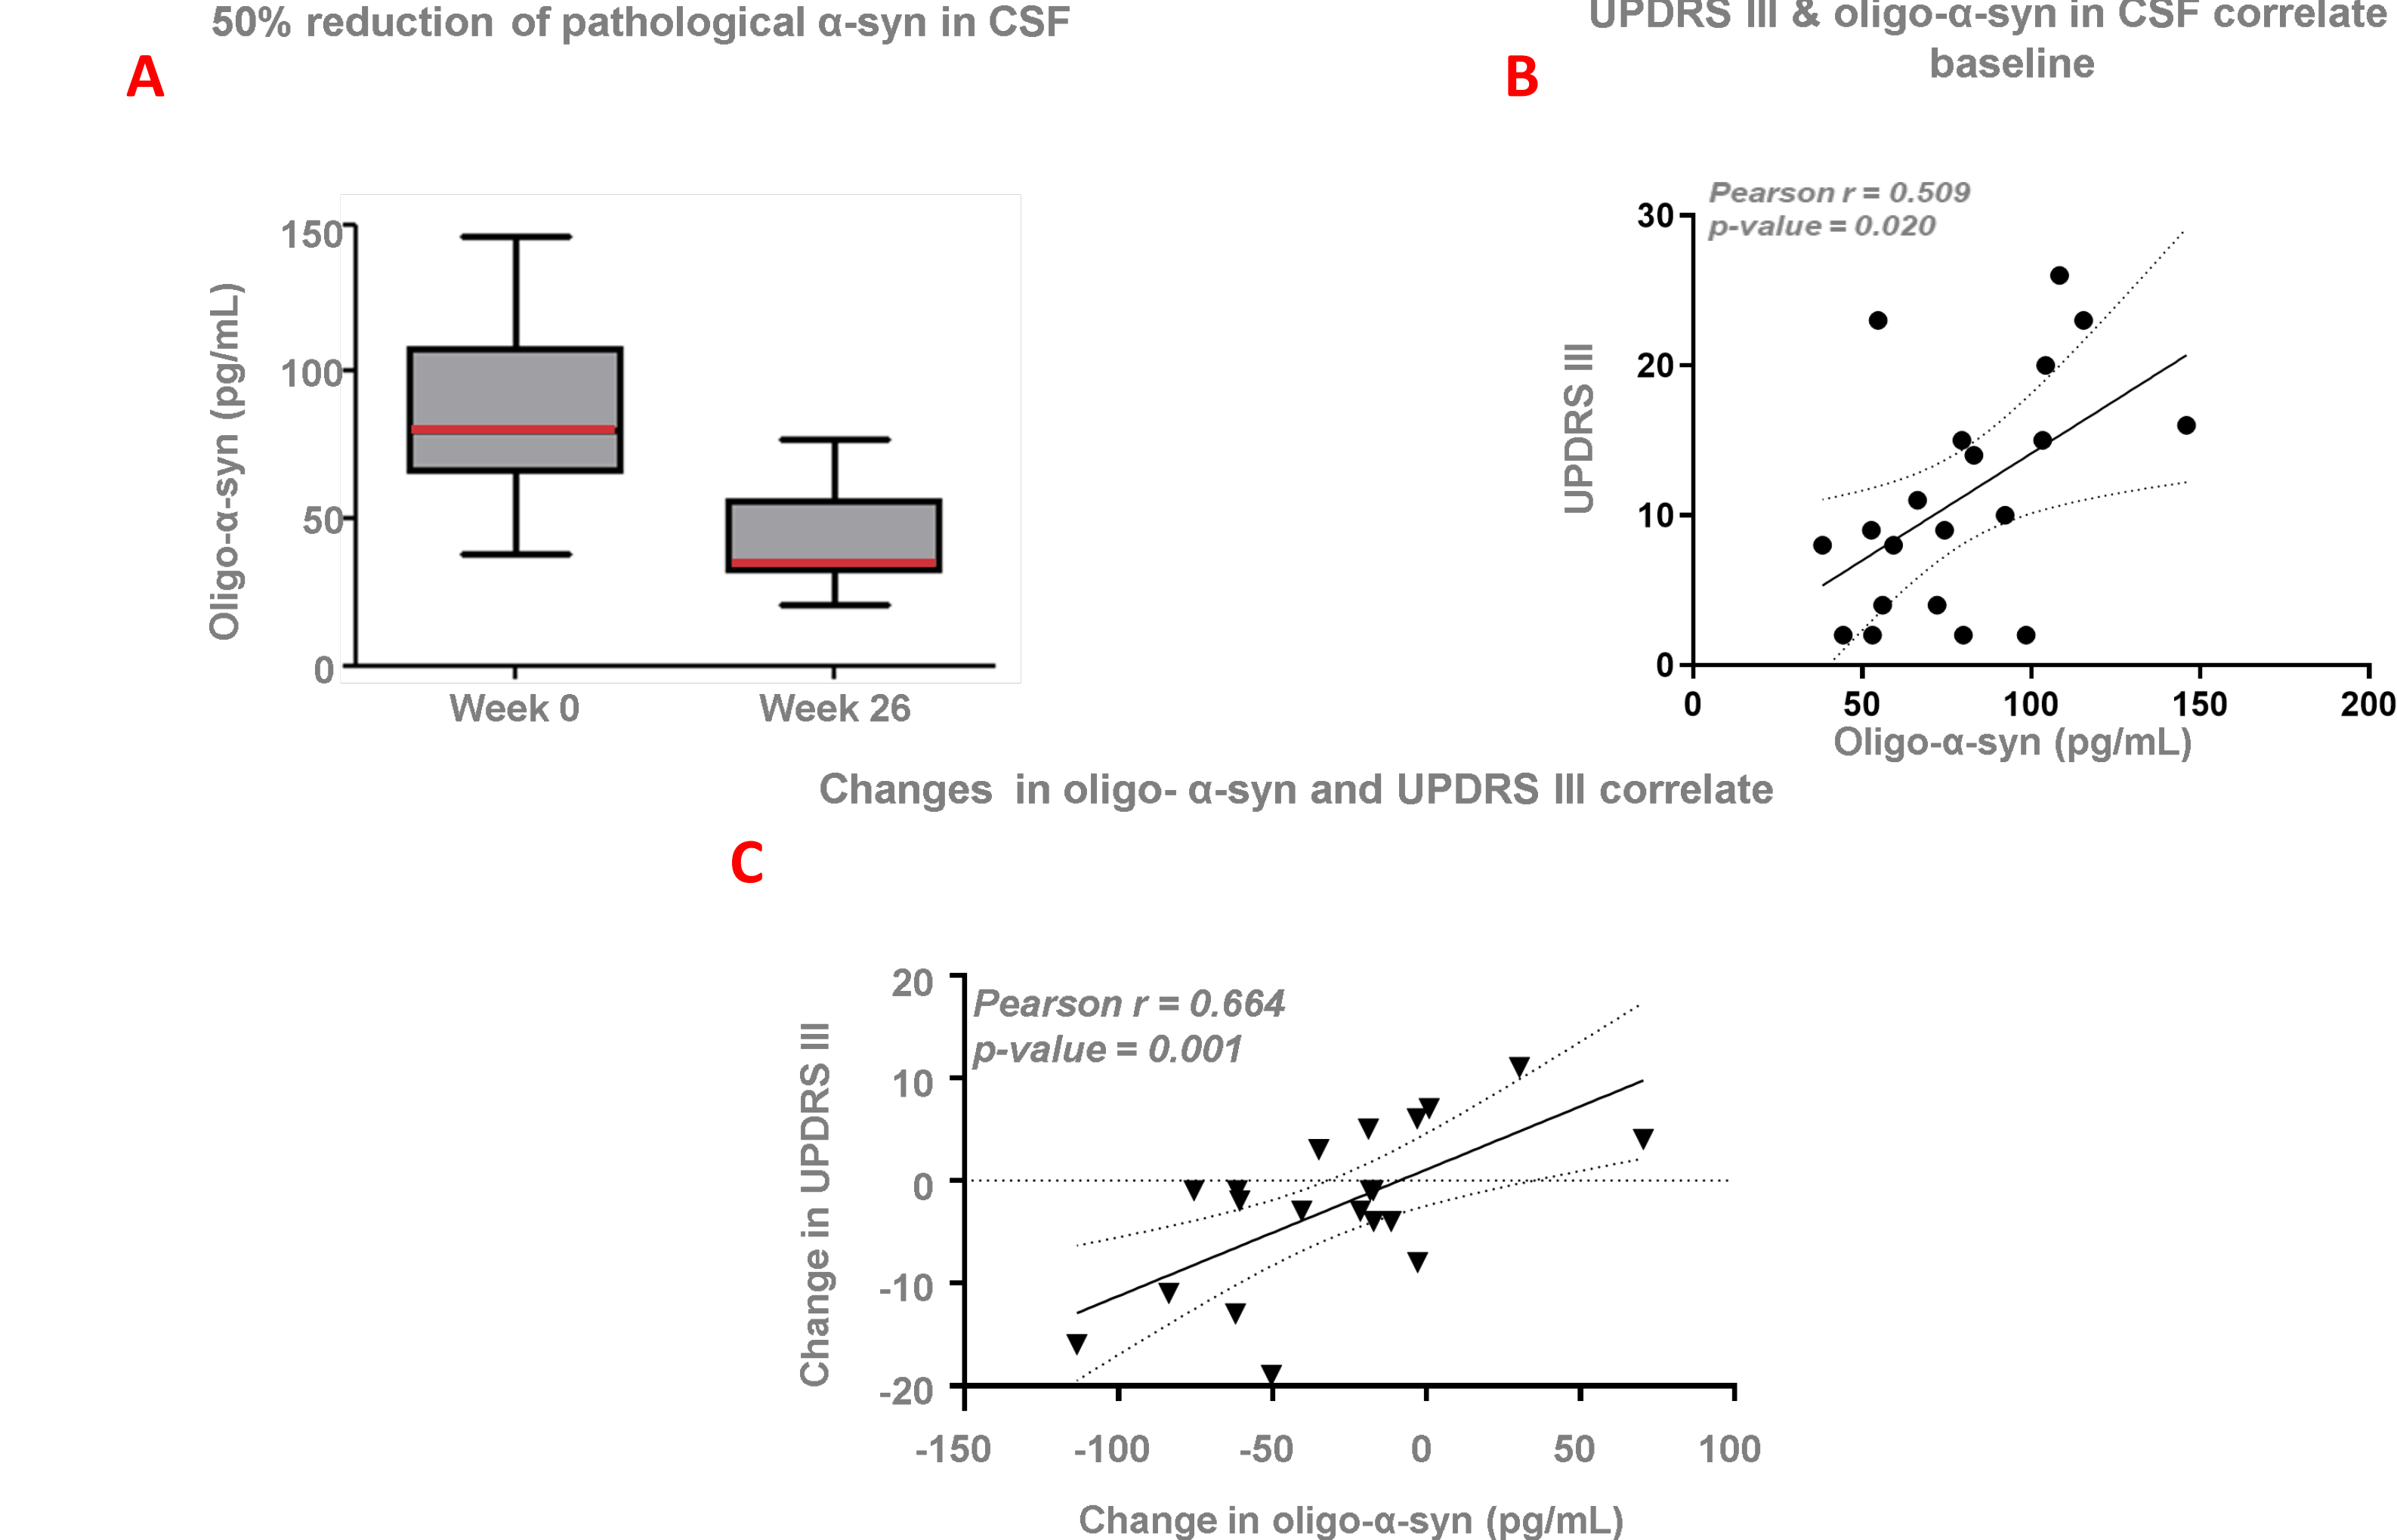 50% reduction of pathological α-syn in CSF
A
150
100
50
0
Oligo-α-syn (pg/mL)
Week 0 Week 26
UPDRS III & oligo-α-syn in CSF correlate
baseline
B
Pearson r = 0.509
p-value = 0.020
30
20
10
0
UPDRS III
0 50 100 150 200
Oligo-α-syn (pg/mL)
Changes in oligo- α-syn and UPDRS III correlate
C
Pearson r = 0.664
p-value = 0.001
20
10
0
-10
-20
Change in UPDRS III
-150 -100 -50 0 50 100
Change in oligo-α-syn (pg/mL)